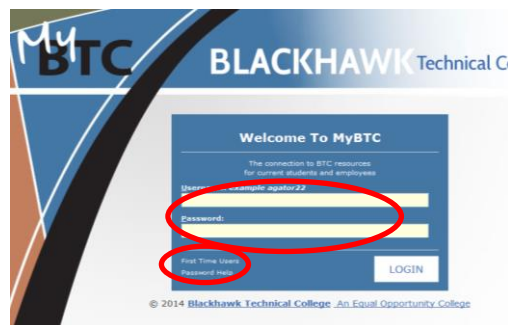 My
BTC
BLACKHAWK Technical C
Welcome To MyBTC
The connection to BTC resources
for current students and employees
example agator22
Password:
First Time Users
Password Help
LOGIN
© 2014 Blackhawk Technical College An Equal Opportunity College